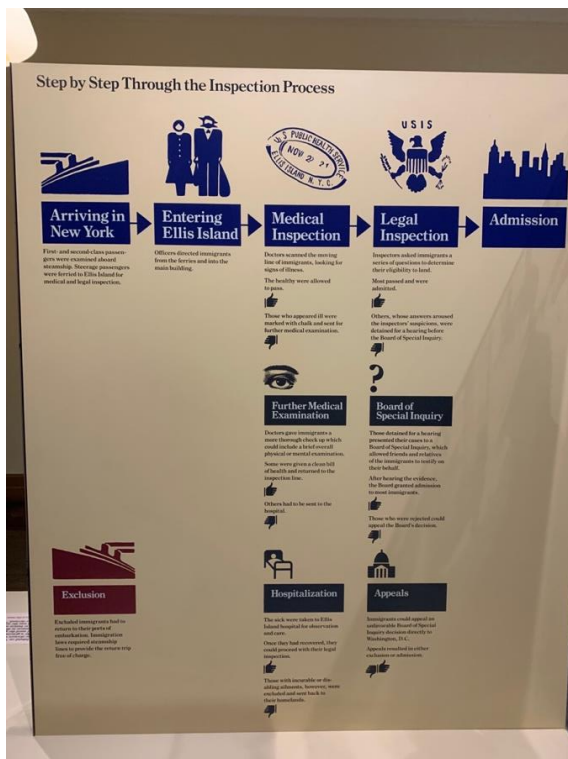 Step by Step Through the Inspection Process
Arriving in
New York
First- and second-class passen-
gers were examined aboard
steamship. Steerage passengers
were ferried to Ellis Island for
medical and legal inspection.
Entering
Ellis Island
Officers directed immigrants
from the ferries and into the
main building.
U S PUBLIC HEALTH SERVICE
NOV 2? 21
ELLIS ISLAND N. Y. C.
Medical
Inspection
Doctors scanned the moving
line of immigrants, looking for
signs of illness.
The healthy were allowed
to pass.
Those who appeared ill were
marked with chalk and sent for
further medical examination.
Further Medical
Examination
Doctors gave immigrants a
more thorough check up which
could include a brief overall
physical or mental examination.
Some were given a clean bill
of health and returned to the
inspection line.
Others had to be sent to the
hospital.
Hospitalization
The sick were taken to Ellis
Island hospital for observation
and care.
Once they had recovered, they
could proceed with their legal
inspection.
Those with incurable or dis-
abling ailments, however, were
excluded and sent back to
their homelands.
USIS
Legal
Inspection
Inspectors asked immigrants a
series of questions to determine
their eligibility to land.
Most passed and were
admitted.
Others, whose answers aroused
the inspectors' suspicions, were
detained for a hearing before
the Board of Special Inquiry.
?
Board of
Special Inquiry
Those detained for a hearing
presented their cases to a
Board of Special Inquiry, which
allowed friends and relatives
of the immigrants to testify on
their behalf.
After hearing the evidence,
the Board granted admission
to most immigrants.
Those who were rejected could
appeal the Board's decision.
Appeals
Immigrants could appeal an
unfavorable Board of Special
Inquiry decision directly to
Washington, D.C.
Appeals resulted in either
exclusion or admission.
Admission
Exclusion
Excluded immigrants had to
return to their ports of
embarkation. Immigration
laws required steamship
lines to provide the return trip
free of charge.